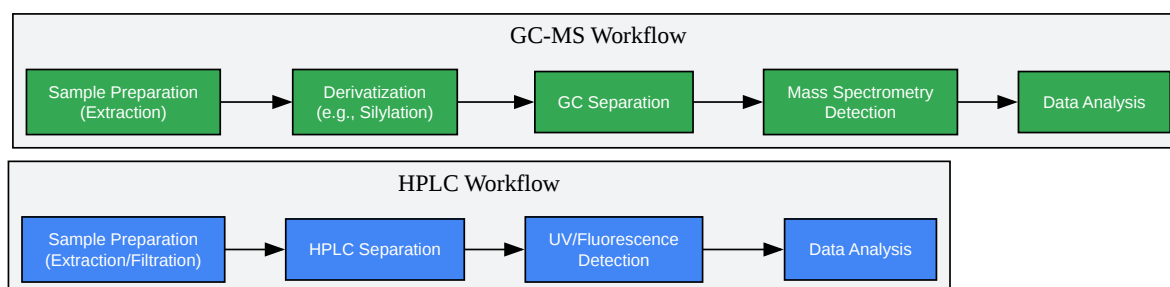 GC-MS Workflow
Sample Preparation
(Extraction)
Derivatization
(e.g., Silylation)
GC Separation
Mass Spectrometry
Detection
Data Analysis
HPLC Workflow
Sample Preparation
(Extraction/Filtration)
HPLC Separation
UV/Fluorescence
Detection
Data Analysis